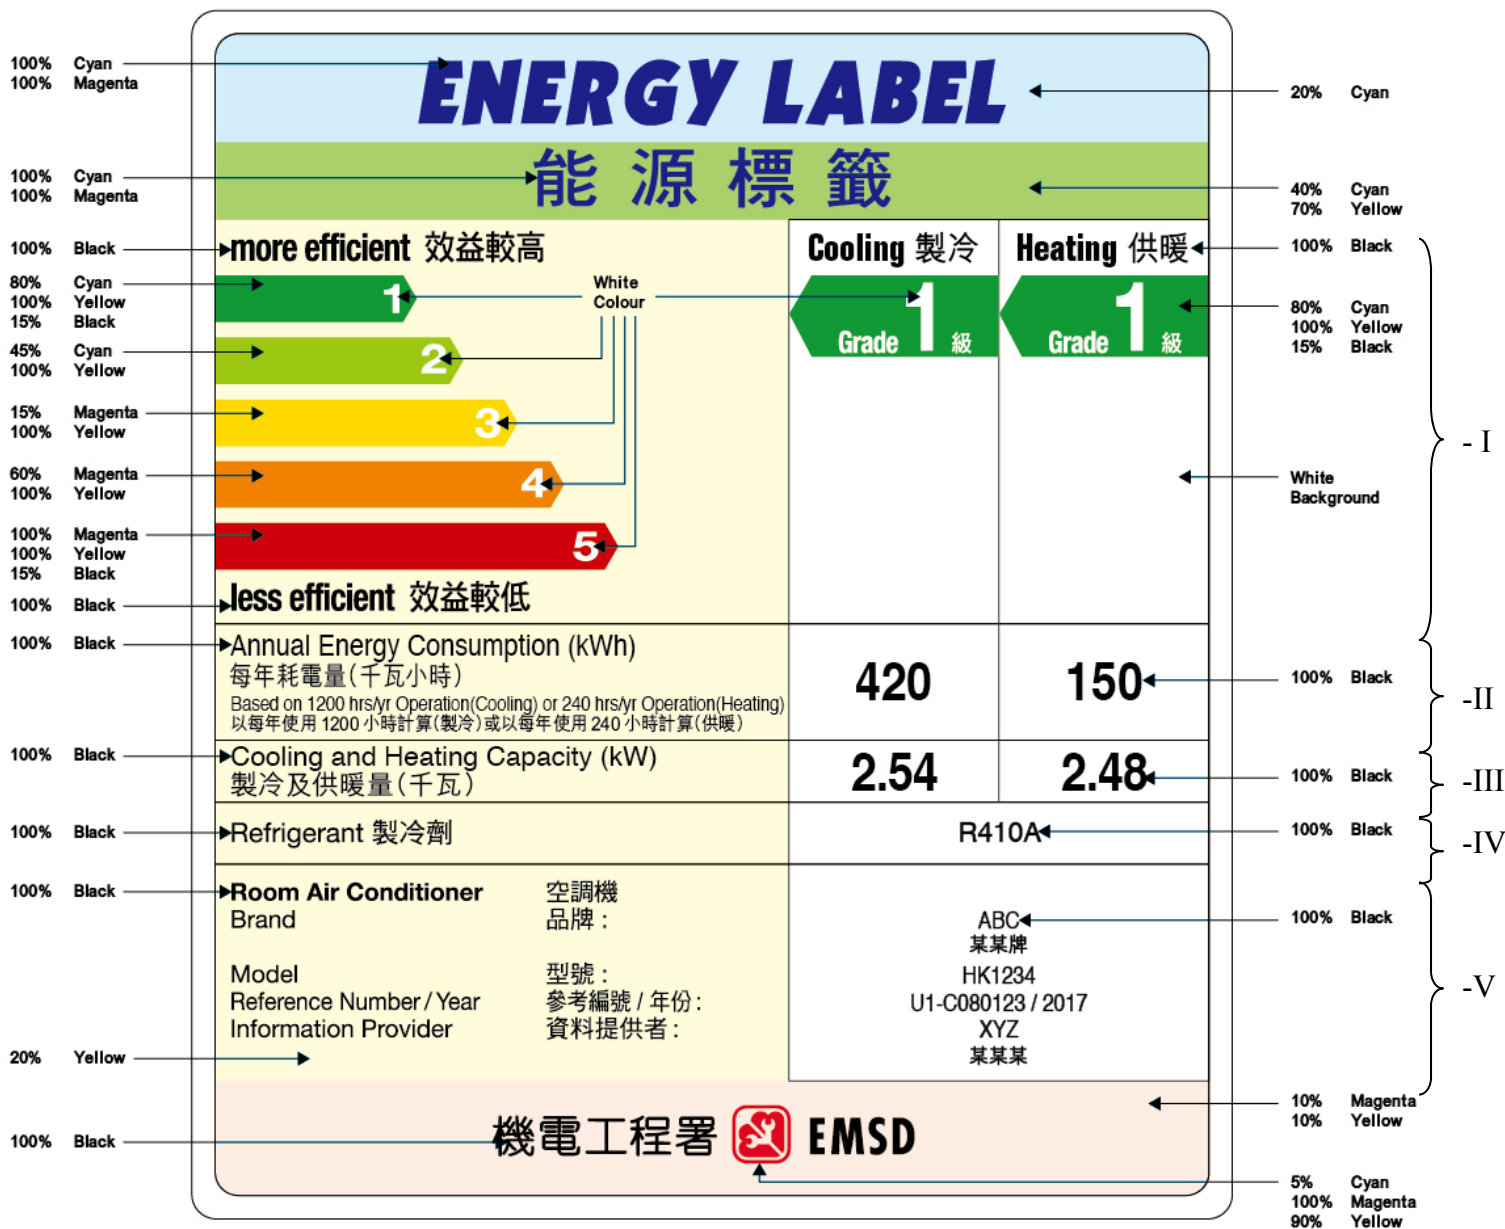 100% Cyan
100% Magenta
ENERGY LABEL
20% Cyan
100% Cyan
100% Magenta
能源標籤
40% Cyan
70% Yellow
100% Black
more efficient 效益較高
Cooling 製冷
Heating 供暖
100% Black
80% Cyan
100% Yellow
15% Black
1
White
Colour
1
Grade 級
1
Grade 級
80% Cyan
100% Yellow
15% Black
45% Cyan
100% Yellow
2
15% Magenta
100% Yellow
3
- I
60% Magenta
100% Yellow
4
White
Background
100% Magenta
100% Yellow
15% Black
5
100% Black
less efficient 效益較低
100% Black
Annual Energy Consumption (kWh)
每年耗電量(千瓦小時)
Based on 1200 hrs/yr Operation(Cooling) or 240 hrs/yr Operation(Heating)
以每年使用 1200 小時計算(製冷)或以每年使用 240 小時計算(供暖)
420
150
100% Black
-II
100% Black
Cooling and Heating Capacity (kW)
製冷及供暖量(千瓦)
2.54
2.48
100% Black
-III
100% Black
Refrigerant 製冷劑
R410A
100% Black
-IV
100% Black
Room Air Conditioner 空調機
Brand 品牌 :
ABC
某某牌
100% Black
Model 型號 :
HK1234
Reference Number / Year 參考編號 / 年份 :
U1-C080123 / 2017
Information Provider 資料提供者 :
XYZ
某某某
-V
20% Yellow
10% Magenta
10% Yellow
100% Black
機電工程署 EMSD
5% Cyan
100% Magenta
90% Yellow